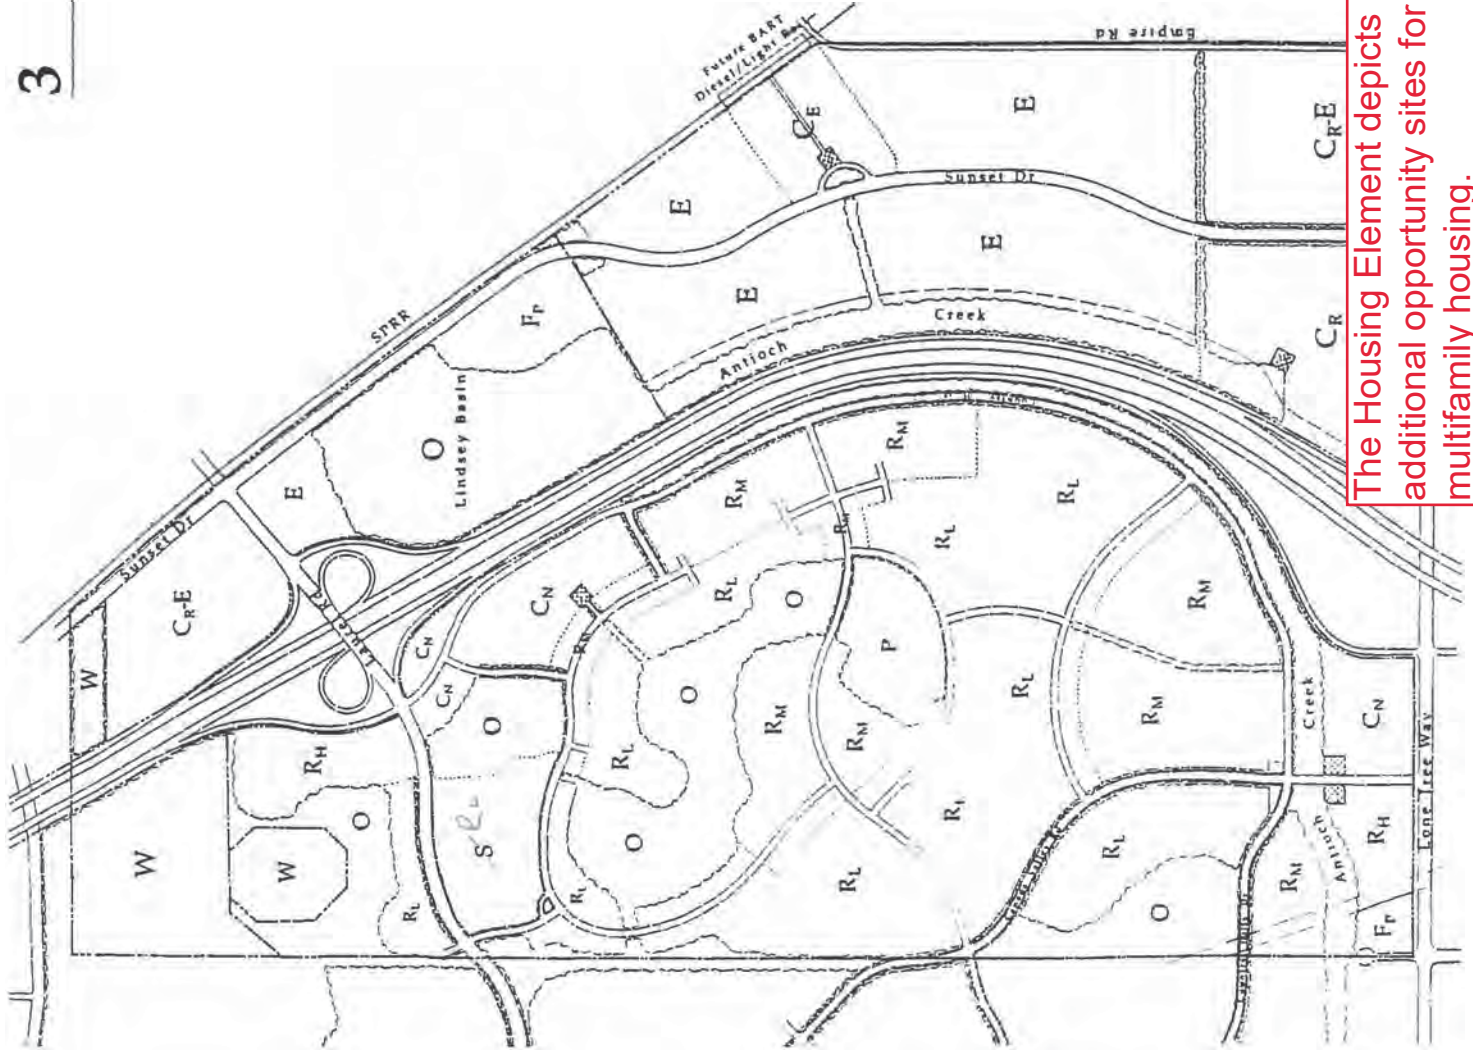 3
Future BART
Diesel/Light Rail
Empire Rd
SPRR
Sunset Dr
E
CE
E
CR-E
Sunset Dr
E
E
E
FP
Antioch
Creek
CR
O
Lindsey Basin
E
CR-E
W
Laurel Rd
CN
CN
CN
RM
RM
RM
RL
RL
RL
O
O
O
P
RM
RM
RM
RM
RL
RL
S
RL
RH
W
W
O
RL
RL
O
RL
RL
RL
O
Creek
CN
Lone Tree Way
RM
Antioch
RH
FP
The Housing Element depicts
additional opportunity sites for
multifamily housing.